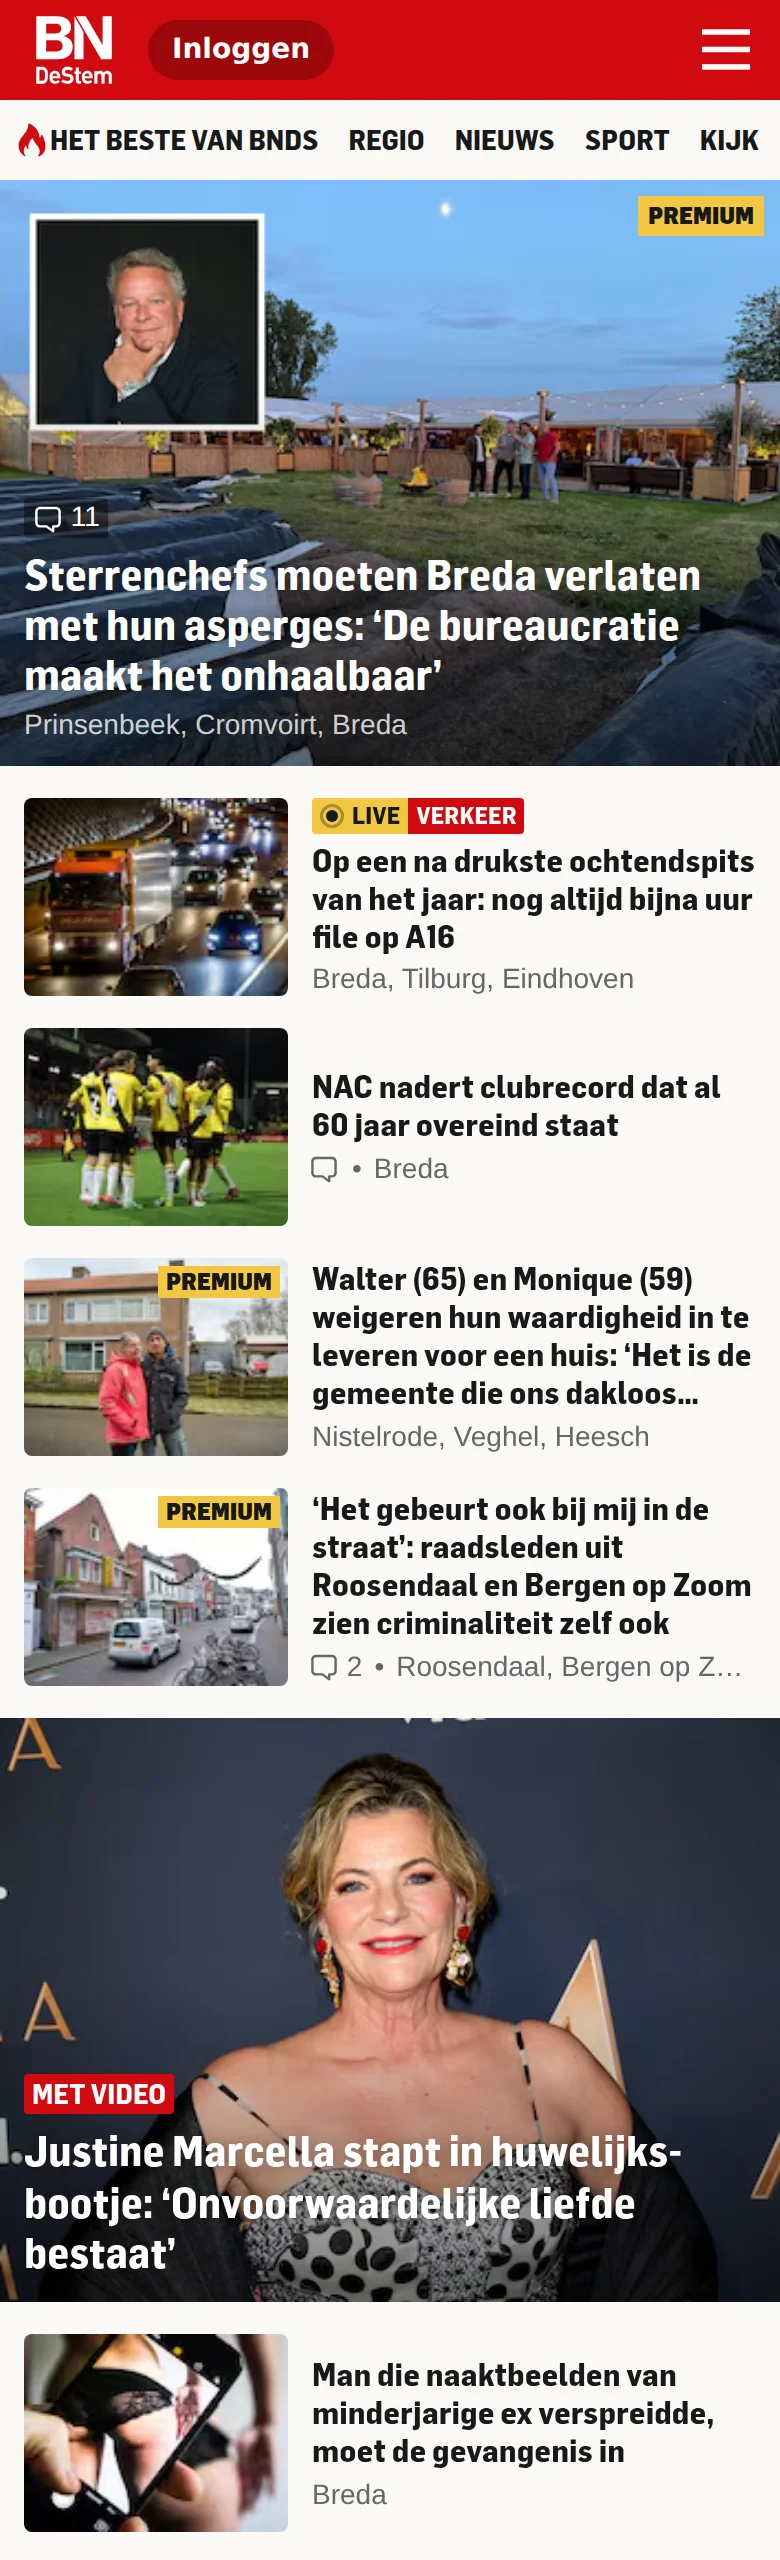 BN
DeStem
Inloggen
HET BESTE VAN BNDS REGIO NIEUWS SPORT KIJK
PREMIUM
11
Sterrenchefs moeten Breda verlaten
met hun asperges: ‘De bureaucratie
maakt het onhaalbaar’
Prinsenbeek, Cromvoirt, Breda
LIVE VERKEER
Op een na drukste ochtendspits
van het jaar: nog altijd bijna uur
file op A16
Breda, Tilburg, Eindhoven
NAC nadert clubrecord dat al
60 jaar overeind staat
• Breda
PREMIUM
Walter (65) en Monique (59)
weigeren hun waardigheid in te
leveren voor een huis: ‘Het is de
gemeente die ons dakloos...
Nistelrode, Veghel, Heesch
PREMIUM
‘Het gebeurt ook bij mij in de
straat’: raadsleden uit
Roosendaal en Bergen op Zoom
zien criminaliteit zelf ook
2 • Roosendaal, Bergen op Z...
MET VIDEO
Justine Marcella stapt in huwelijks-
bootje: ‘Onvoorwaardelijke liefde
bestaat’
Man die naaktbeelden van
minderjarige ex verspreidde,
moet de gevangenis in
Breda